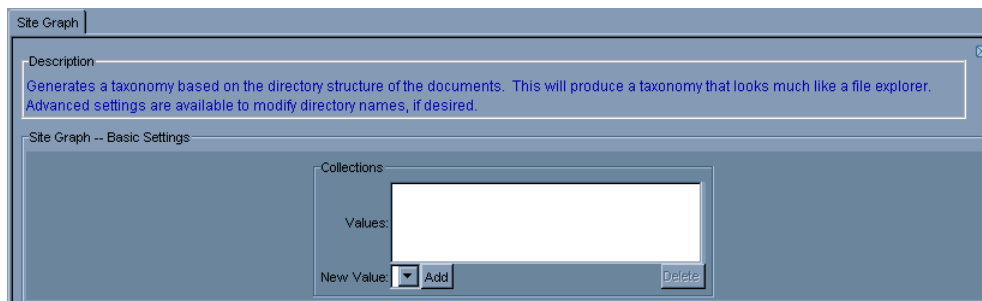 Site Graph
Description
Generates a taxonomy based on the directory structure of the documents.  This will produce a taxonomy that looks much like a file explorer.
Advanced settings are available to modify directory names, if desired.
Site Graph -- Basic Settings
Collections
Values:
New Value: Add Delete